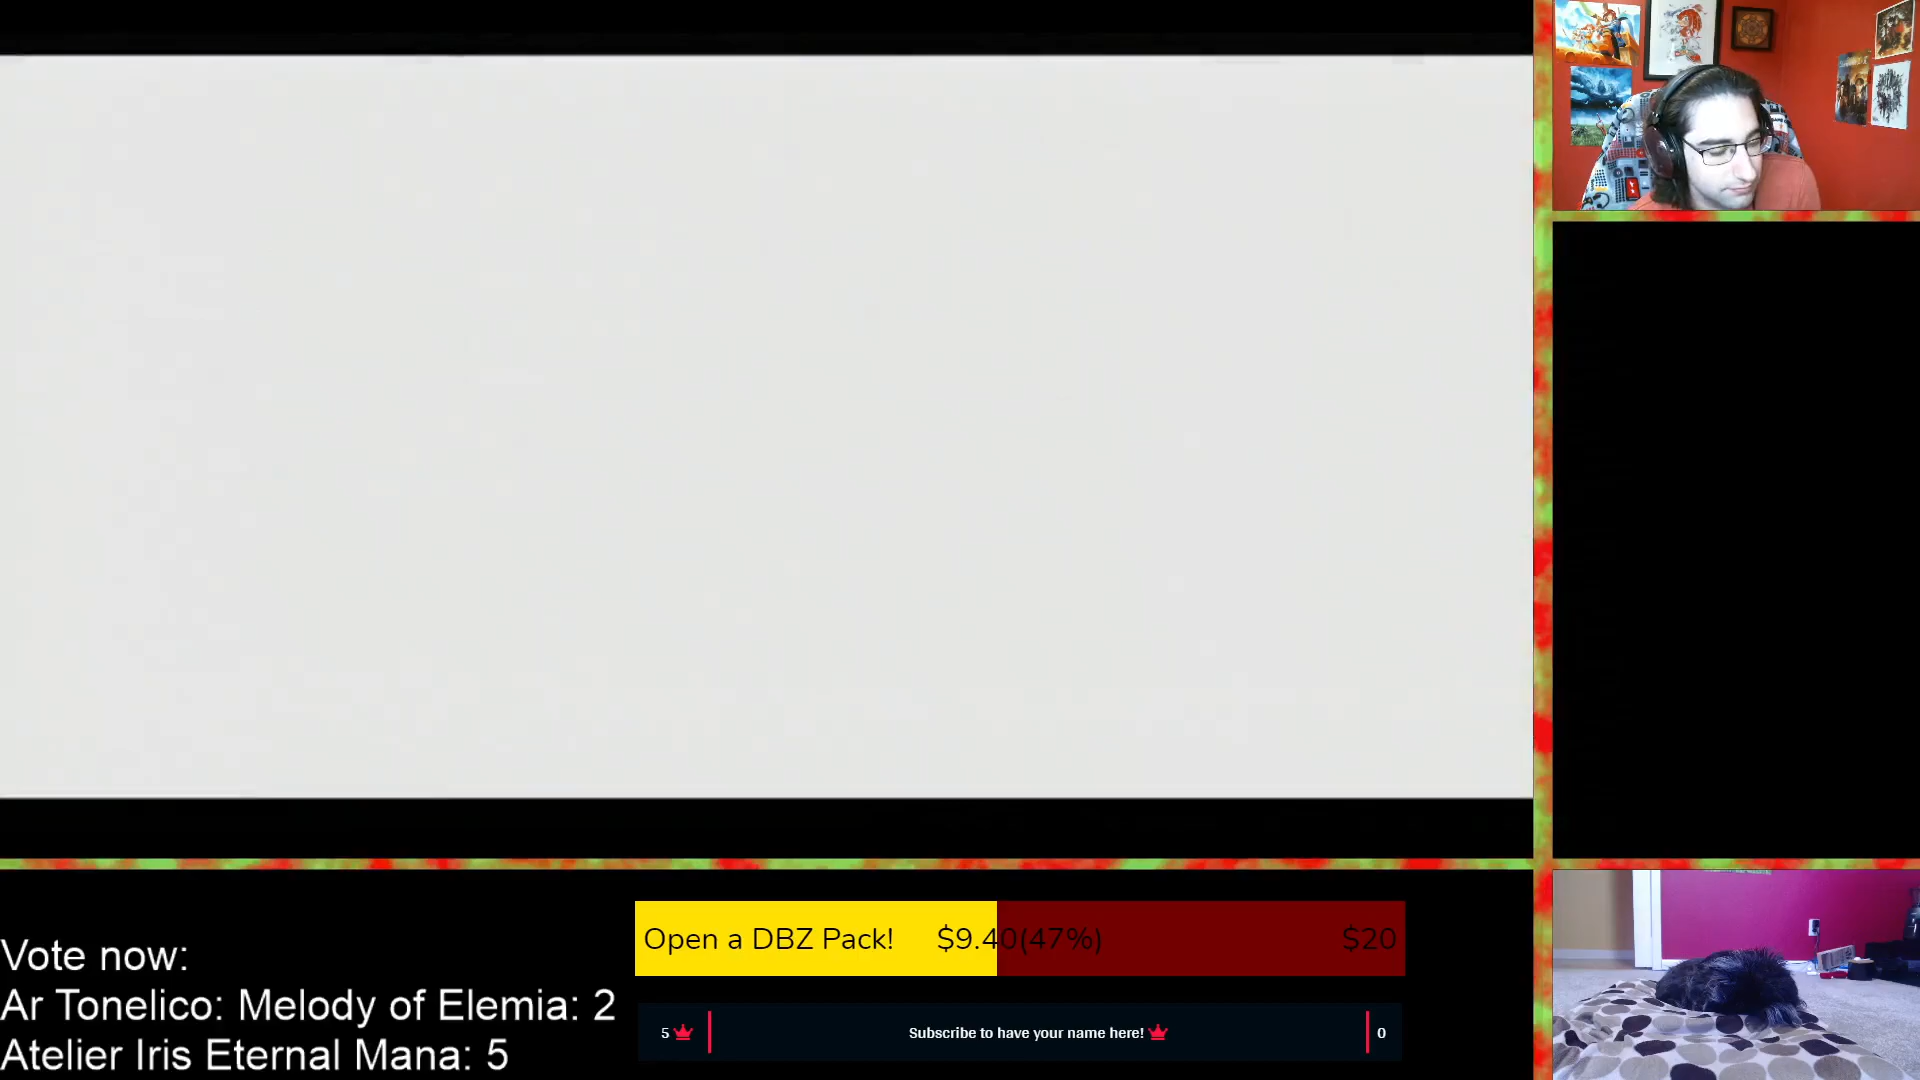 Vote now:
Ar Tonelico: Melody of Elemia: 2
Atelier Iris Eternal Mana: 5
Open a DBZ Pack! $9.40(47%) $20
5 Subscribe to have your name here! 0